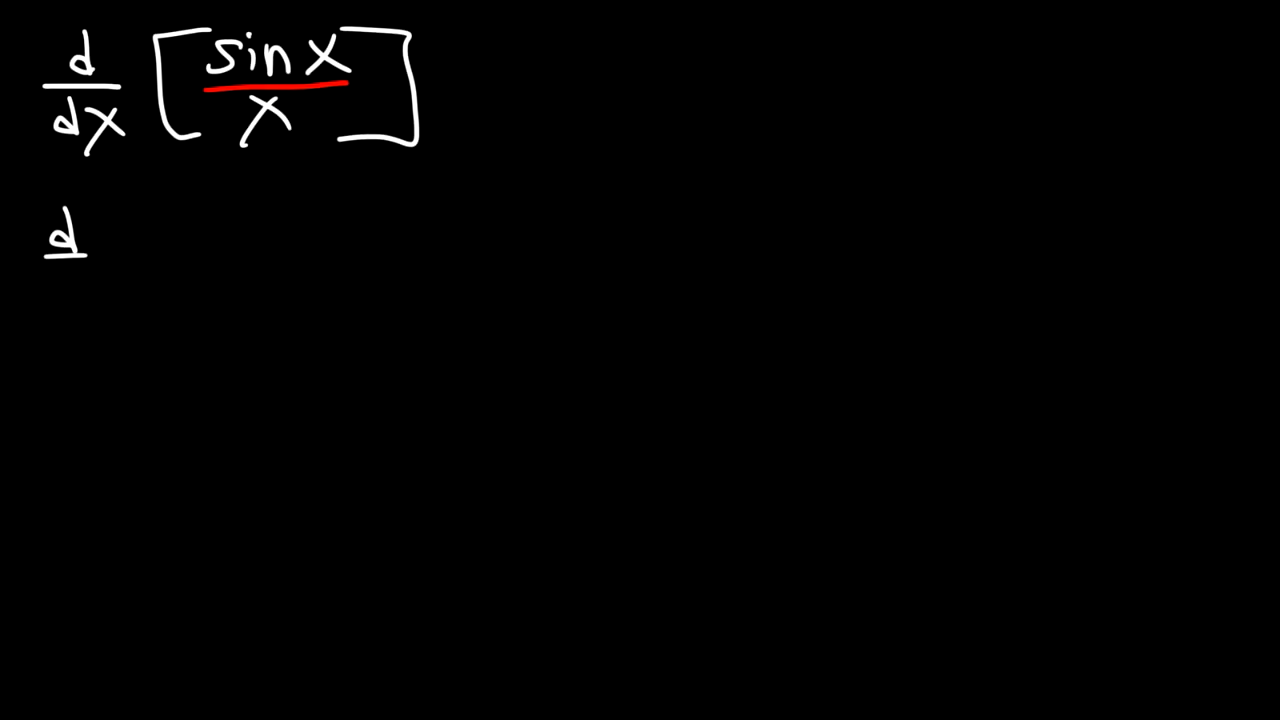 d/dx [sin x / x]
d